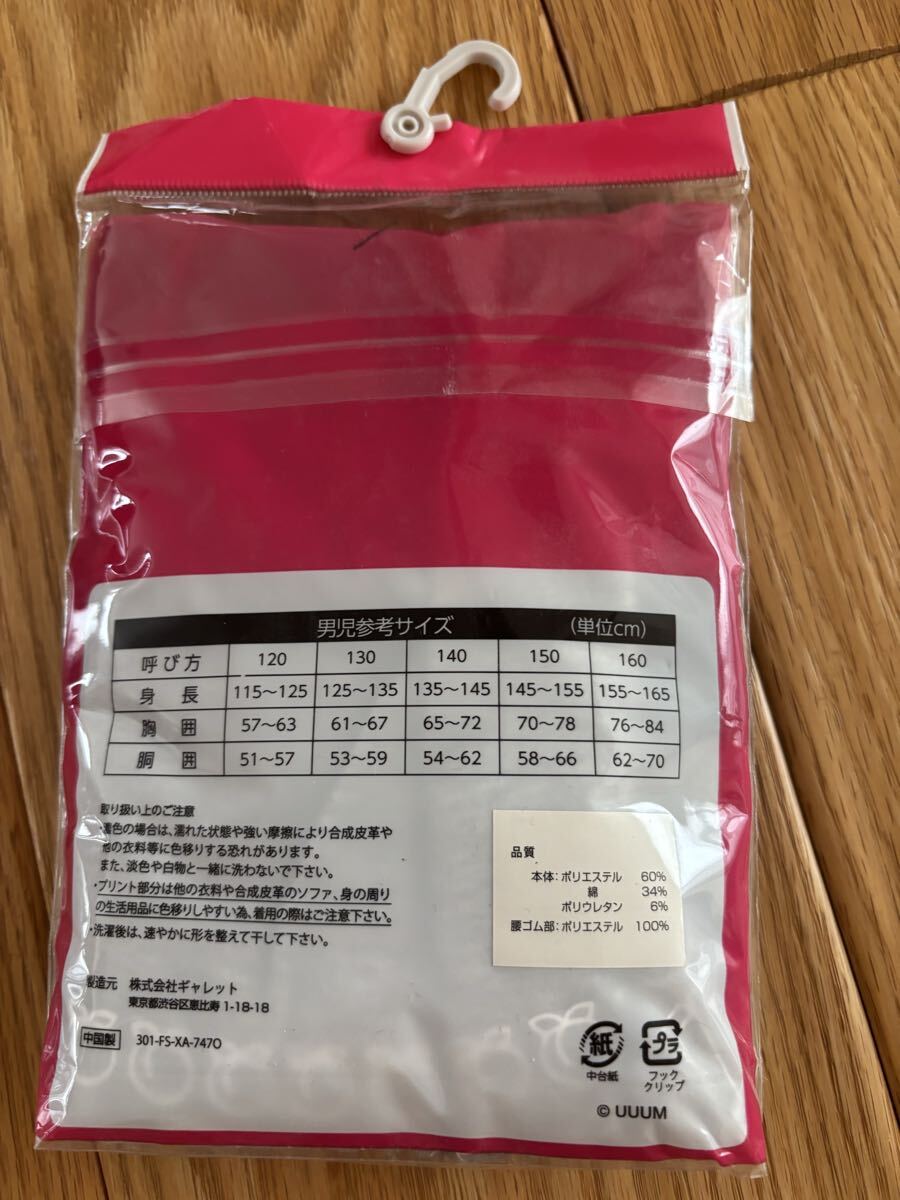 男児参考サイズ (単位cm)
呼び方 120 130 140 150 160
身長 115〜125 125〜135 135〜145 145〜155 155〜165
胸囲 57〜63 61〜67 65〜72 70〜78 76〜84
胴囲 51〜57 53〜59 54〜62 58〜66 62〜70
取り扱い上のご注意
・濃色の場合は、濡れた状態や強い摩擦により合成皮革や
他の衣料等に色移りする恐れがあります。
また、淡色や白物と一緒に洗わないで下さい。
・プリント部分は他の衣料や合成皮革のソファ、身の周り
の生活用品に色移りしやすい為、着用の際はご注意下さい。
・洗濯後は、速やかに形を整えて干して下さい。
品質
本体:ポリエステル 60%
綿 34%
ポリウレタン 6%
腰ゴム部:ポリエステル 100%
製造元 株式会社ギャレット
東京都渋谷区恵比寿 1-18-18
中国製 301-FS-XA-747O
紙 プラ
中台紙 フック
クリップ
© UUUM